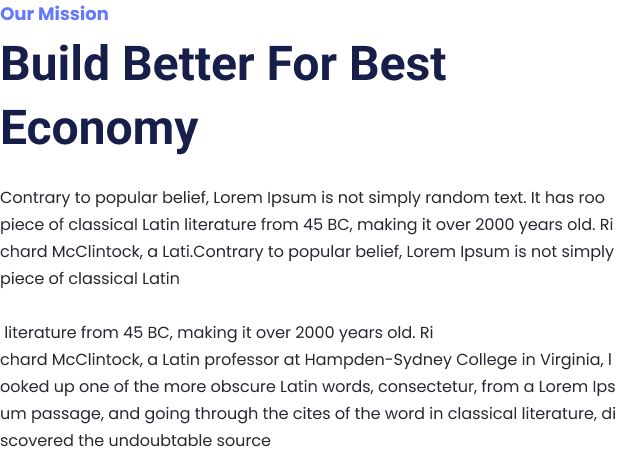 Our Mission
Build Better For Best
Economy
Contrary to popular belief, Lorem Ipsum is not simply random text. It has roo
piece of classical Latin literature from 45 BC, making it over 2000 years old. Ri
chard McClintock, a Lati.Contrary to popular belief, Lorem Ipsum is not simply
piece of classical Latin
literature from 45 BC, making it over 2000 years old. Ri
chard McClintock, a Latin professor at Hampden-Sydney College in Virginia, l
ooked up one of the more obscure Latin words, consectetur, from a Lorem Ips
um passage, and going through the cites of the word in classical literature, di
scovered the undoubtable source